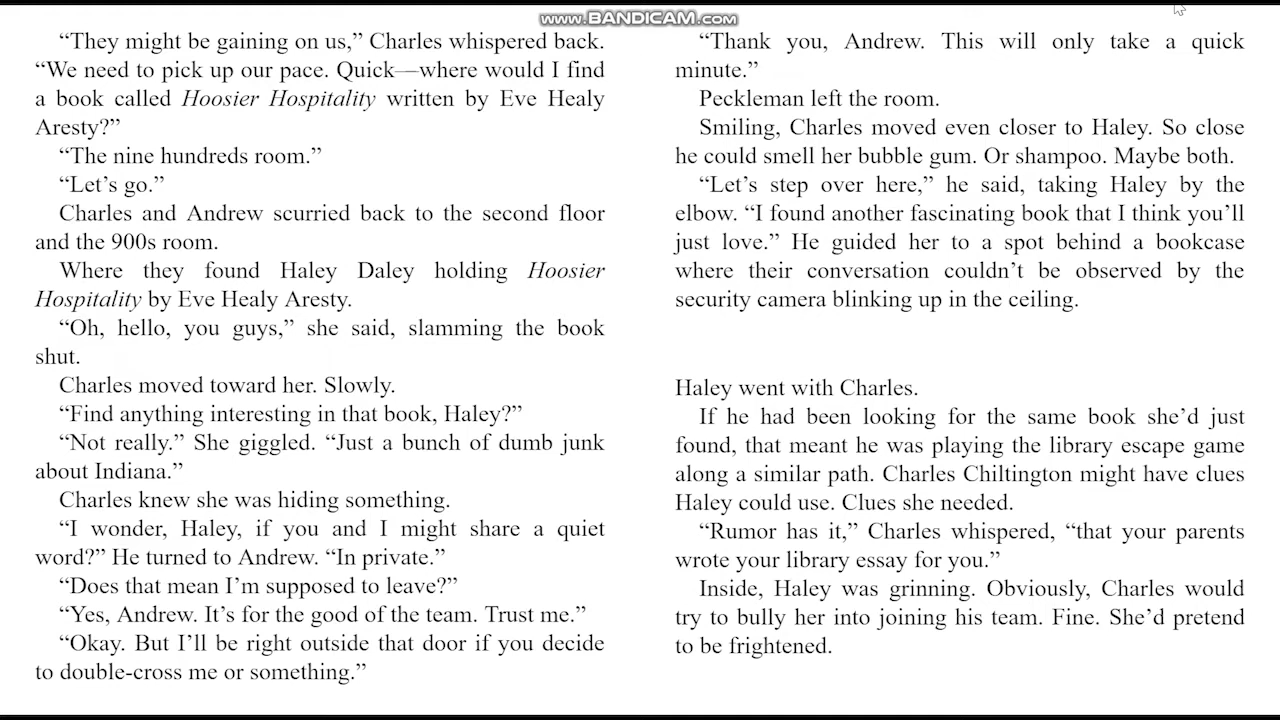 www.BANDICAM.com
“They might be gaining on us,” Charles whispered back.
“We need to pick up our pace. Quick—where would I find
a book called Hoosier Hospitality written by Eve Healy
Aresty?”
“The nine hundreds room.”
“Let’s go.”
Charles and Andrew scurried back to the second floor
and the 900s room.
Where they found Haley Daley holding Hoosier
Hospitality by Eve Healy Aresty.
“Oh, hello, you guys,” she said, slamming the book
shut.
Charles moved toward her. Slowly.
“Find anything interesting in that book, Haley?”
“Not really.” She giggled. “Just a bunch of dumb junk
about Indiana.”
Charles knew she was hiding something.
“I wonder, Haley, if you and I might share a quiet
word?” He turned to Andrew. “In private.”
“Does that mean I’m supposed to leave?”
“Yes, Andrew. It’s for the good of the team. Trust me.”
“Okay. But I’ll be right outside that door if you decide
to double-cross me or something.”
“Thank you, Andrew. This will only take a quick
minute.”
Peckleman left the room.
Smiling, Charles moved even closer to Haley. So close
he could smell her bubble gum. Or shampoo. Maybe both.
“Let’s step over here,” he said, taking Haley by the
elbow. “I found another fascinating book that I think you’ll
just love.” He guided her to a spot behind a bookcase
where their conversation couldn’t be observed by the
security camera blinking up in the ceiling.
Haley went with Charles.
If he had been looking for the same book she’d just
found, that meant he was playing the library escape game
along a similar path. Charles Chiltington might have clues
Haley could use. Clues she needed.
“Rumor has it,” Charles whispered, “that your parents
wrote your library essay for you.”
Inside, Haley was grinning. Obviously, Charles would
try to bully her into joining his team. Fine. She’d pretend
to be frightened.